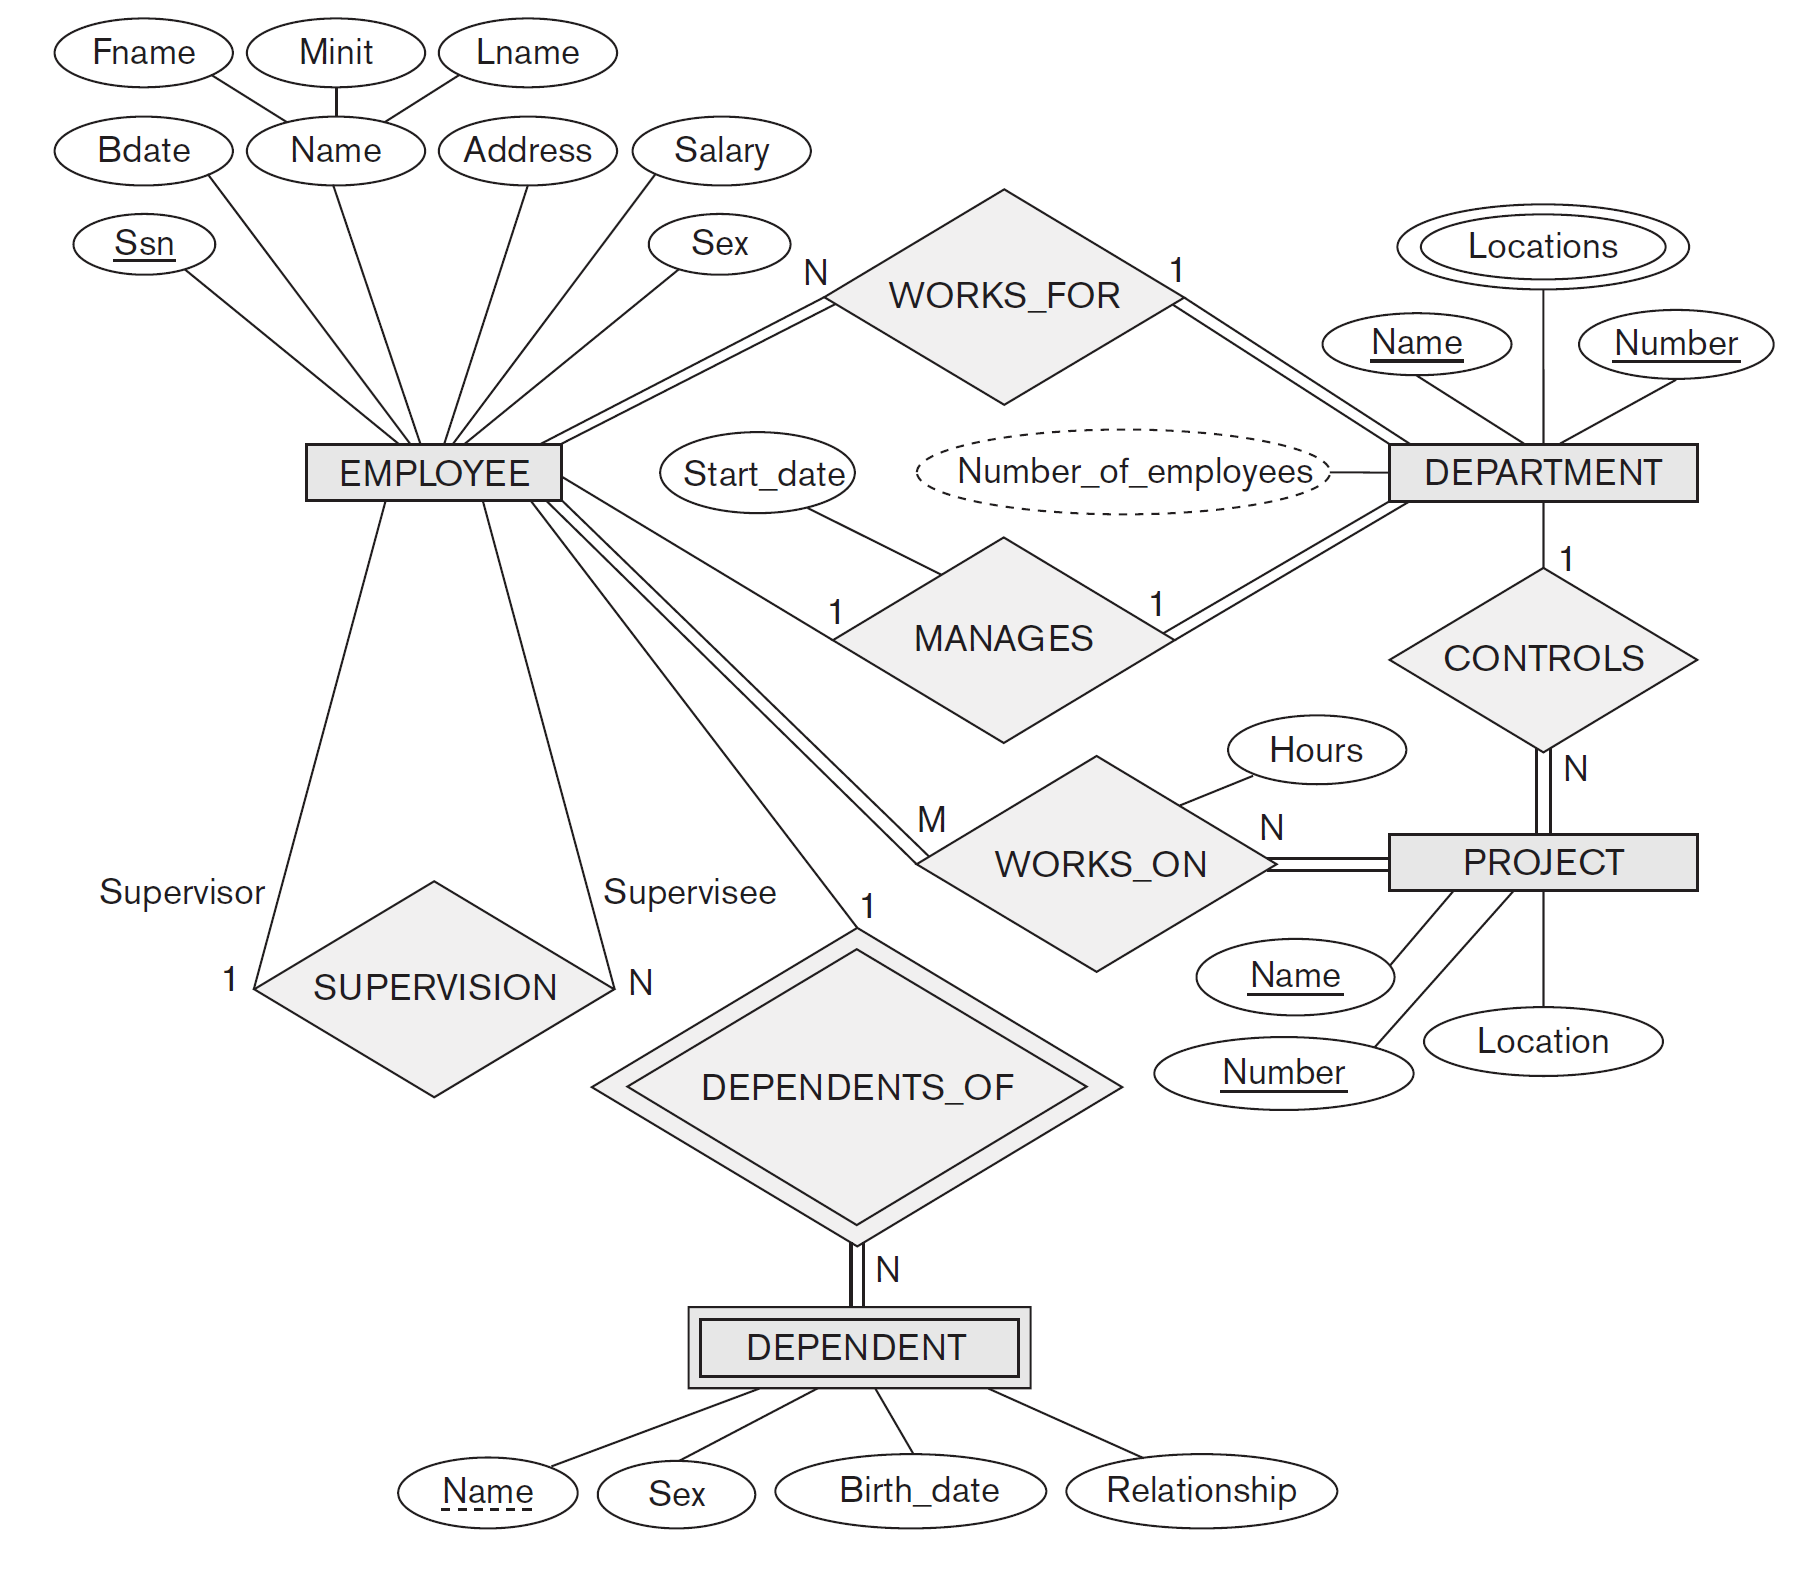 Fname
Minit
Lname
Bdate
Name
Address
Salary
Ssn
Sex
N
WORKS_FOR
1
Locations
Name
Number
EMPLOYEE
Start_date
Number_of_employees
DEPARTMENT
1
MANAGES
1
1
CONTROLS
N
Hours
M
WORKS_ON
N
PROJECT
Supervisor
Supervisee
1
SUPERVISION
N
1
Name
Number
Location
DEPENDENTS_OF
N
DEPENDENT
Name
Sex
Birth_date
Relationship